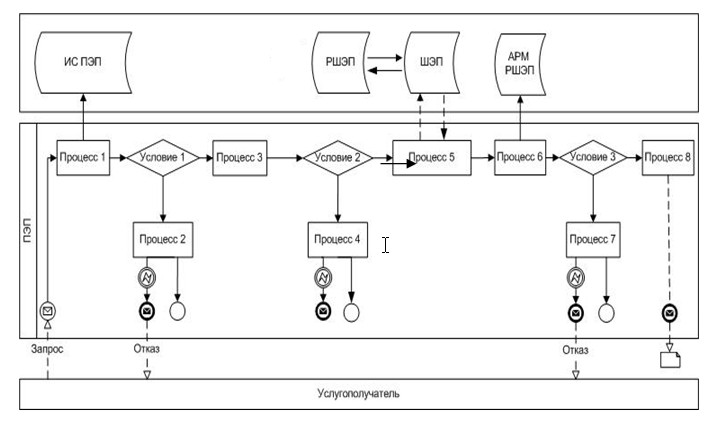 ИС ПЭП
РШЭП
ШЭП
АРМ
РШЭП
Процесс 1
Условие 1
Процесс 3
Условие 2
Процесс 5
Процесс 6
Условие 3
Процесс 8
ПЭП
Процесс 2
Процесс 4
Процесс 7
Запрос
Отказ
Отказ
Услугополучатель